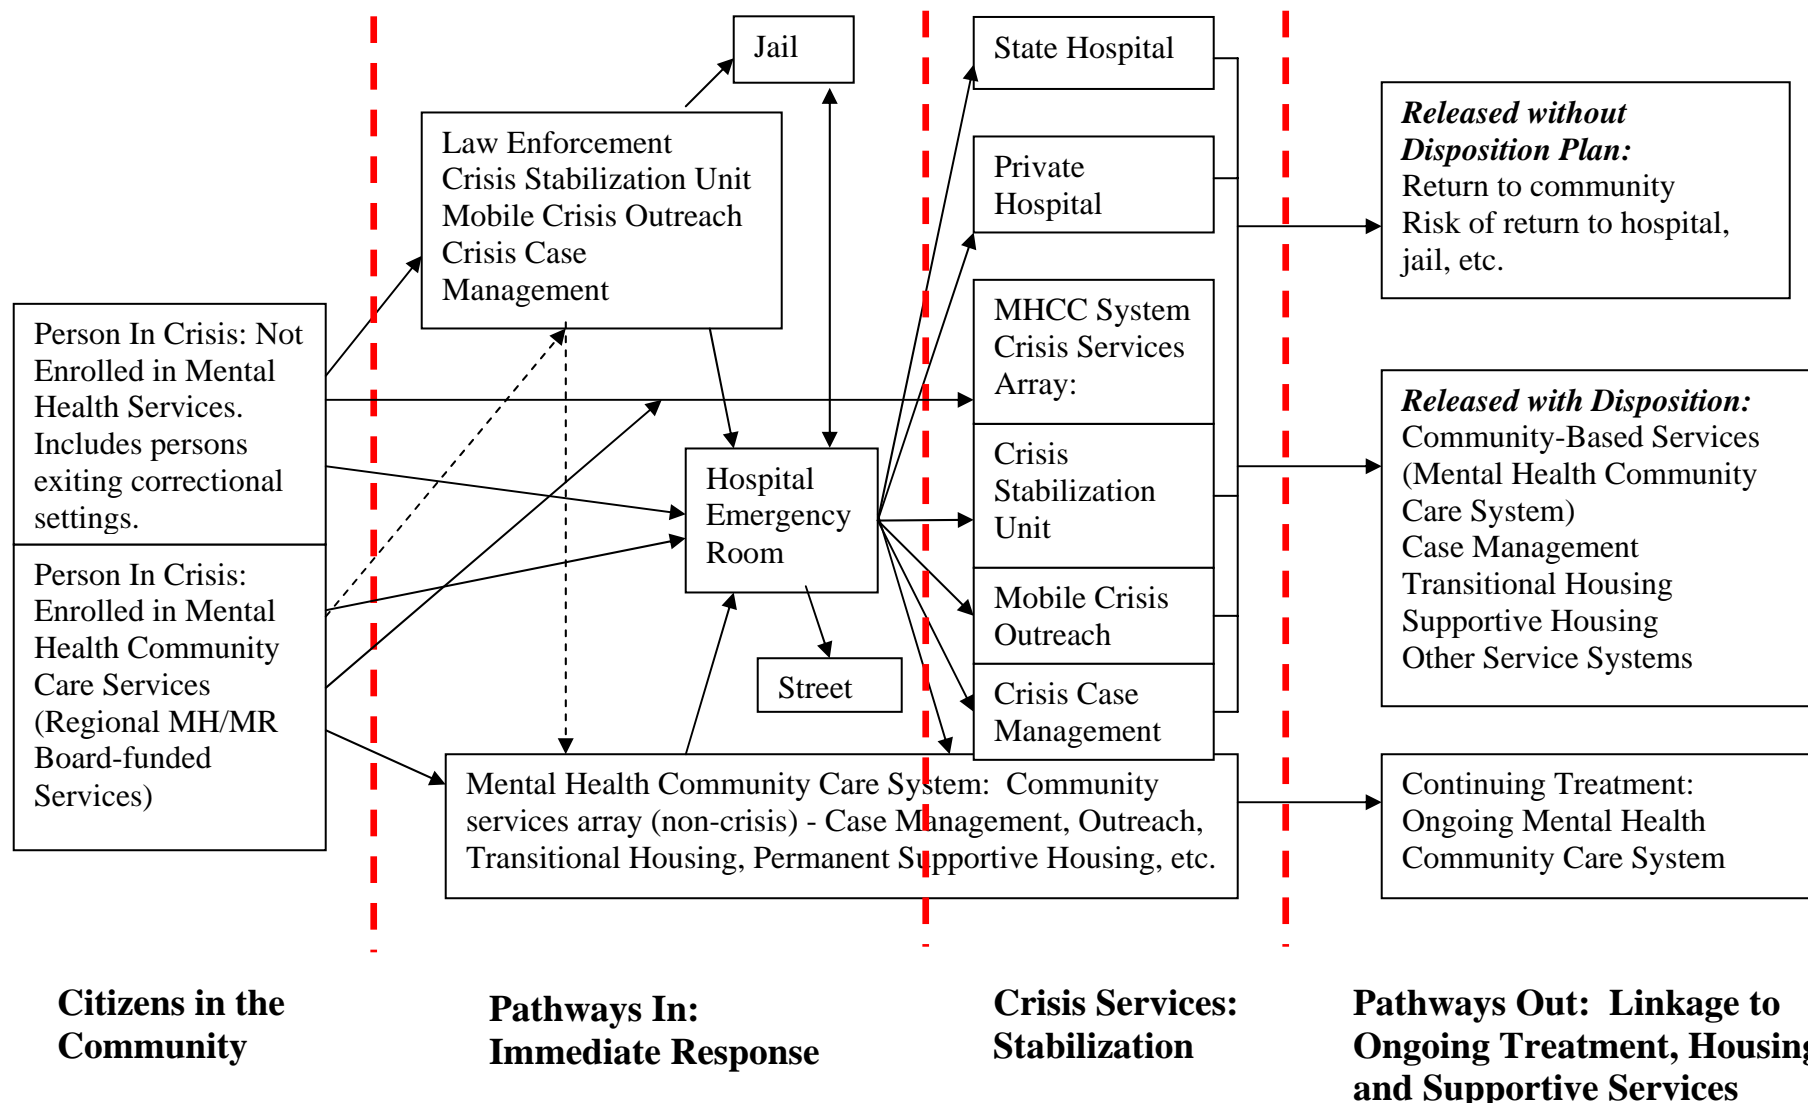 Jail
Law Enforcement
Crisis Stabilization Unit
Mobile Crisis Outreach
Crisis Case
Management
Person In Crisis: Not
Enrolled in Mental
Health Services.
Includes persons
exiting correctional
settings.
Person In Crisis:
Enrolled in Mental
Health Community
Care Services
(Regional MH/MR
Board-funded
Services)
Hospital
Emergency
Room
Street
Mental Health Community Care System:  Community
services array (non-crisis) - Case Management, Outreach,
Transitional Housing, Permanent Supportive Housing, etc.
State Hospital
Private
Hospital
MHCC System
Crisis Services
Array:
Crisis
Stabilization
Unit
Mobile Crisis
Outreach
Crisis Case
Management
Released without
Disposition Plan:
Return to community
Risk of return to hospital,
jail, etc.
Released with Disposition:
Community-Based Services
(Mental Health Community
Care System)
Case Management
Transitional Housing
Supportive Housing
Other Service Systems
Continuing Treatment:
Ongoing Mental Health
Community Care System
Citizens in the
Community
Pathways In:
Immediate Response
Crisis Services:
Stabilization
Pathways Out:  Linkage to
Ongoing Treatment, Housing
and Supportive Services